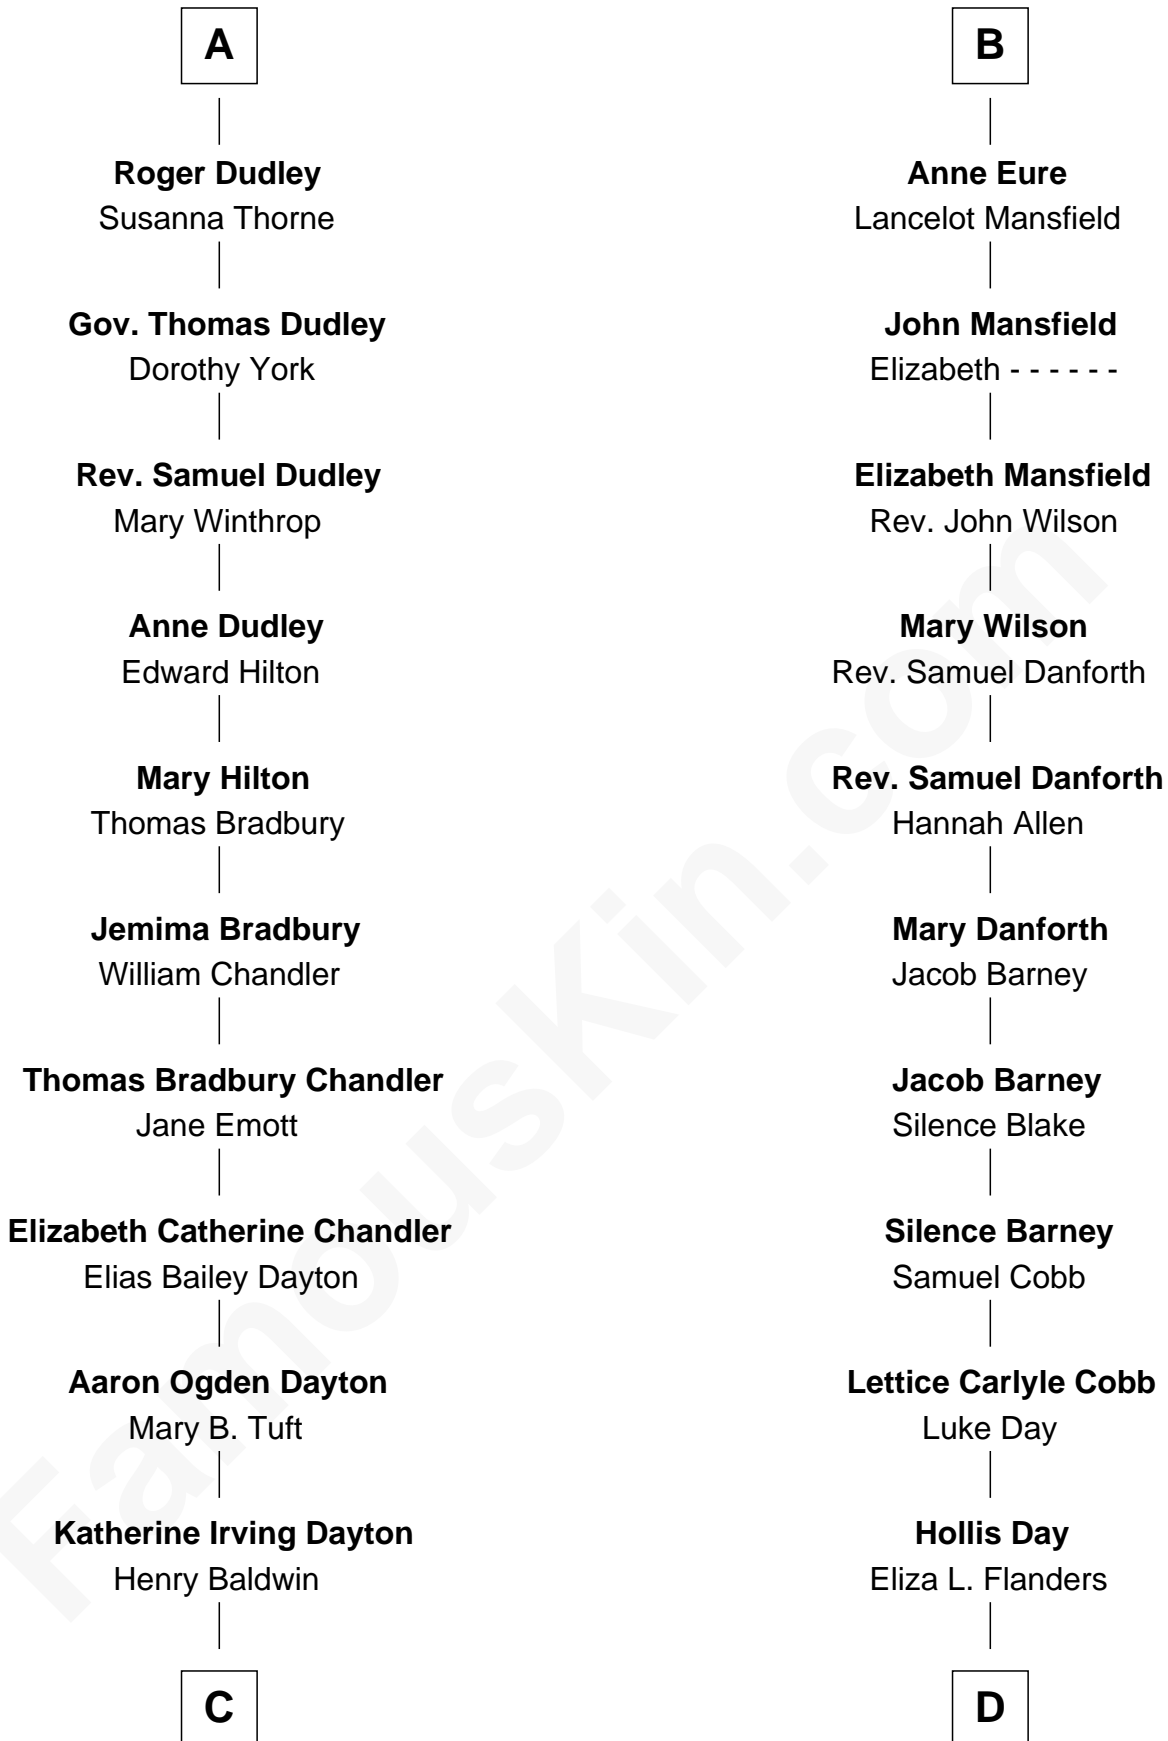 A
Roger Dudley
Susanna Thorne
Gov. Thomas Dudley
Dorothy York
Rev. Samuel Dudley
Mary Winthrop
Anne Dudley
Edward Hilton
Mary Hilton
Thomas Bradbury
Jemima Bradbury
William Chandler
Thomas Bradbury Chandler
Jane Emott
Elizabeth Catherine Chandler
Elias Bailey Dayton
Aaron Ogden Dayton
Mary B. Tuft
Katherine Irving Dayton
Henry Baldwin
C
B
Anne Eure
Lancelot Mansfield
John Mansfield
Elizabeth - - - - - -
Elizabeth Mansfield
Rev. John Wilson
Mary Wilson
Rev. Samuel Danforth
Rev. Samuel Danforth
Hannah Allen
Mary Danforth
Jacob Barney
Jacob Barney
Silence Blake
Silence Barney
Samuel Cobb
Lettice Carlyle Cobb
Luke Day
Hollis Day
Eliza L. Flanders
D
FamousKin.com